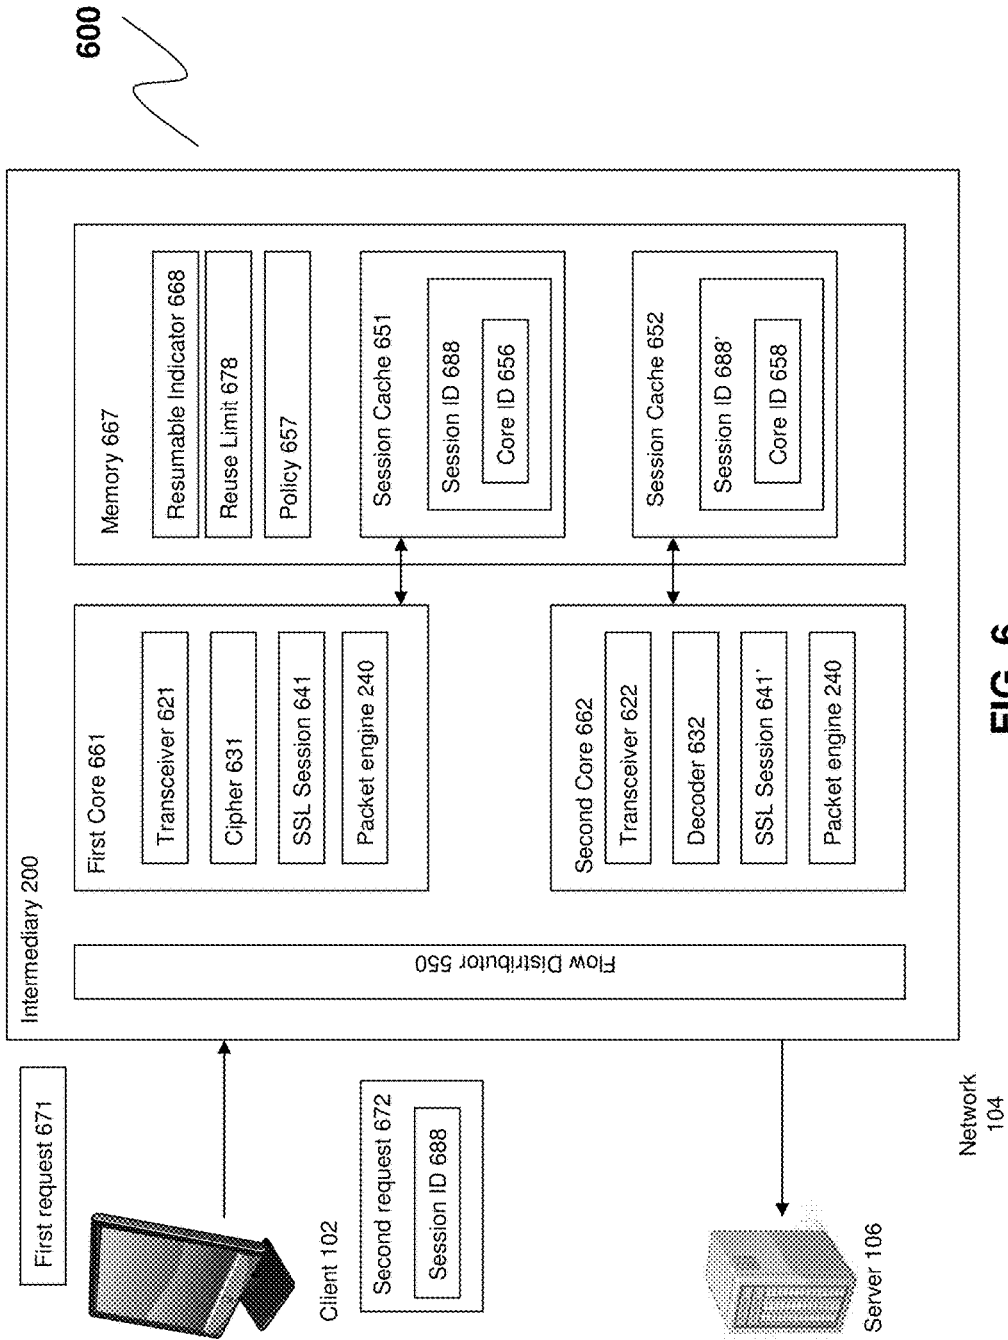 600
Intermediary 200
First request 671
Client 102
Second request 672
Session ID 688
Server 106
Network
104
Flow Distributor 550
First Core 661
Transceiver 621
Cipher 631
SSL Session 641
Packet engine 240
Second Core 662
Transceiver 622
Decoder 632
SSL Session 641'
Packet engine 240
Memory 667
Resumable Indicator 668
Reuse Limit 678
Policy 657
Session Cache 651
Session ID 688
Core ID 656
Session Cache 652
Session ID 688'
Core ID 658
FIG. 6